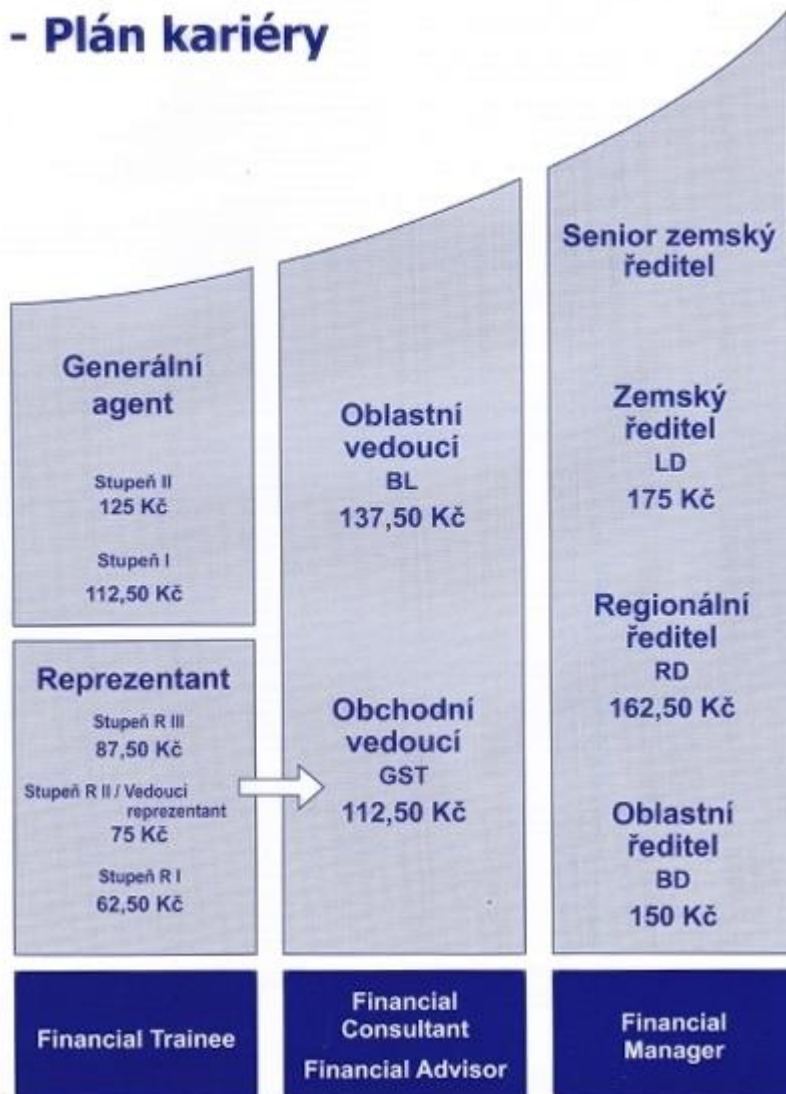 - Plán kariéry
Generální
agent
Stupeň II
125 Kč
Stupeň I
112,50 Kč
Reprezentant
Stupeň R III
87,50 Kč
Stupeň R II / Vedoucí
reprezentant
75 Kč
Stupeň R I
62,50 Kč
Financial Trainee
Oblastní
vedoucí
BL
137,50 Kč
Obchodní
vedoucí
GST
112,50 Kč
Financial
Consultant
Financial Advisor
Senior zemský
ředitel
Zemský
ředitel
LD
175 Kč
Regionální
ředitel
RD
162,50 Kč
Oblastní
ředitel
BD
150 Kč
Financial
Manager